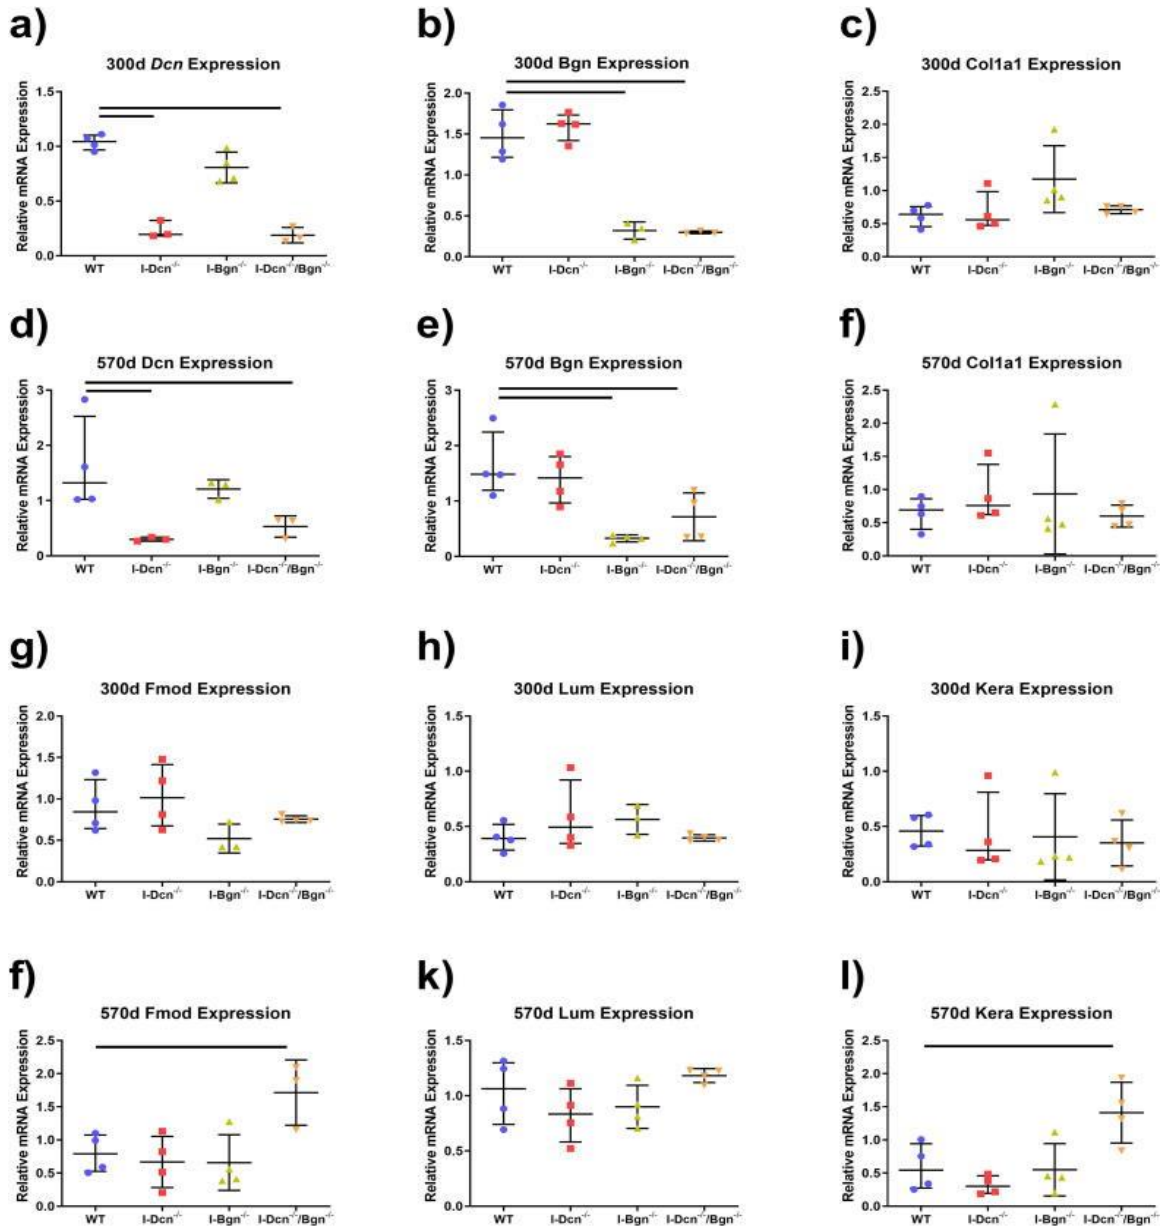 a)
300d Dcn Expression
Relative mRNA Expression
1.5
1.0
0.5
0.0
WT I-Dcn-/- I-Bgn-/- I-Dcn-/-/Bgn-/-
b)
300d Bgn Expression
Relative mRNA Expression
2.0
1.5
1.0
0.5
0.0
WT I-Dcn-/- I-Bgn-/- I-Dcn-/-/Bgn-/-
c)
300d Col1a1 Expression
Relative mRNA Expression
2.5
2.0
1.5
1.0
0.5
0.0
WT I-Dcn-/- I-Bgn-/- I-Dcn-/-/Bgn-/-
d)
570d Dcn Expression
Relative mRNA Expression
3
2
1
0
WT I-Dcn-/- I-Bgn-/- I-Dcn-/-/Bgn-/-
e)
570d Bgn Expression
Relative mRNA Expression
3
2
1
0
WT I-Dcn-/- I-Bgn-/- I-Dcn-/-/Bgn-/-
f)
570d Col1a1 Expression
Relative mRNA Expression
2.5
2.0
1.5
1.0
0.5
0.0
WT I-Dcn-/- I-Bgn-/- I-Dcn-/-/Bgn-/-
g)
300d Fmod Expression
Relative mRNA Expression
2.0
1.5
1.0
0.5
0.0
WT I-Dcn-/- I-Bgn-/- I-Dcn-/-/Bgn-/-
h)
300d Lum Expression
Relative mRNA Expression
1.5
1.0
0.5
0.0
WT I-Dcn-/- I-Bgn-/- I-Dcn-/-/Bgn-/-
i)
300d Kera Expression
Relative mRNA Expression
1.5
1.0
0.5
0.0
WT I-Dcn-/- I-Bgn-/- I-Dcn-/-/Bgn-/-
f)
570d Fmod Expression
Relative mRNA Expression
2.5
2.0
1.5
1.0
0.5
0.0
WT I-Dcn-/- I-Bgn-/- I-Dcn-/-/Bgn-/-
k)
570d Lum Expression
Relative mRNA Expression
1.5
1.0
0.5
0.0
WT I-Dcn-/- I-Bgn-/- I-Dcn-/-/Bgn-/-
l)
570d Kera Expression
Relative mRNA Expression
2.5
2.0
1.5
1.0
0.5
0.0
WT I-Dcn-/- I-Bgn-/- I-Dcn-/-/Bgn-/-